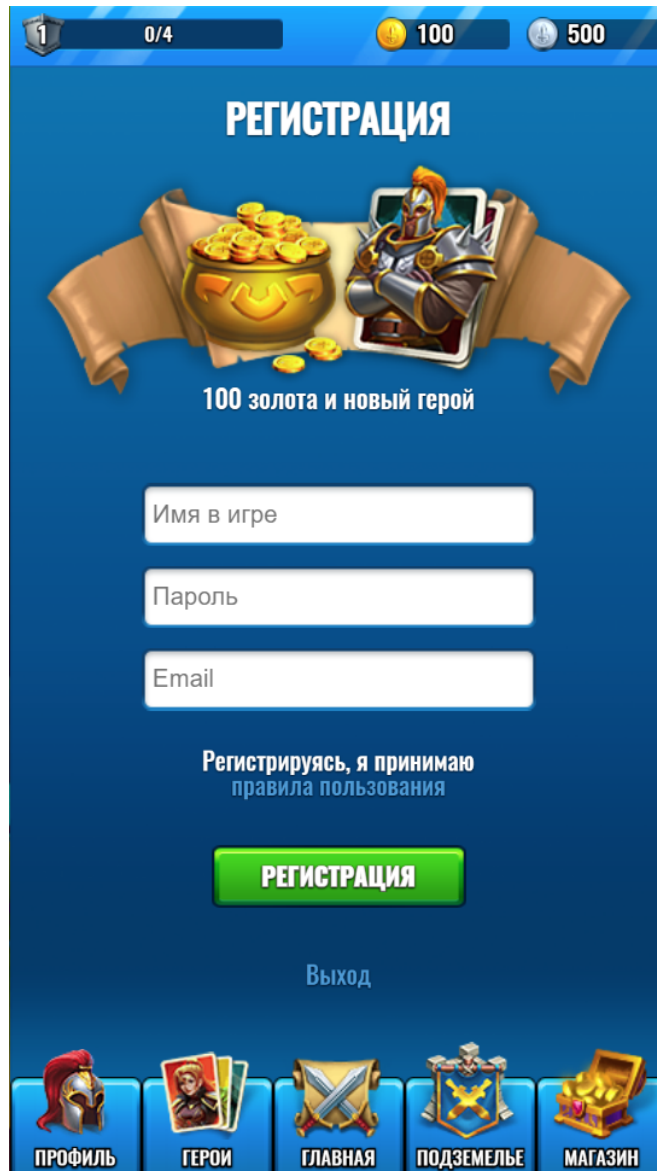 1
0/4
100
500
РЕГИСТРАЦИЯ
100 золота и новый герой
Имя в игре
Пароль
Email
Регистрируясь, я принимаю
правила пользования
РЕГИСТРАЦИЯ
Выход
ПРОФИЛЬ
ГЕРОИ
ГЛАВНАЯ
ПОДЗЕМЕЛЬЕ
МАГАЗИН